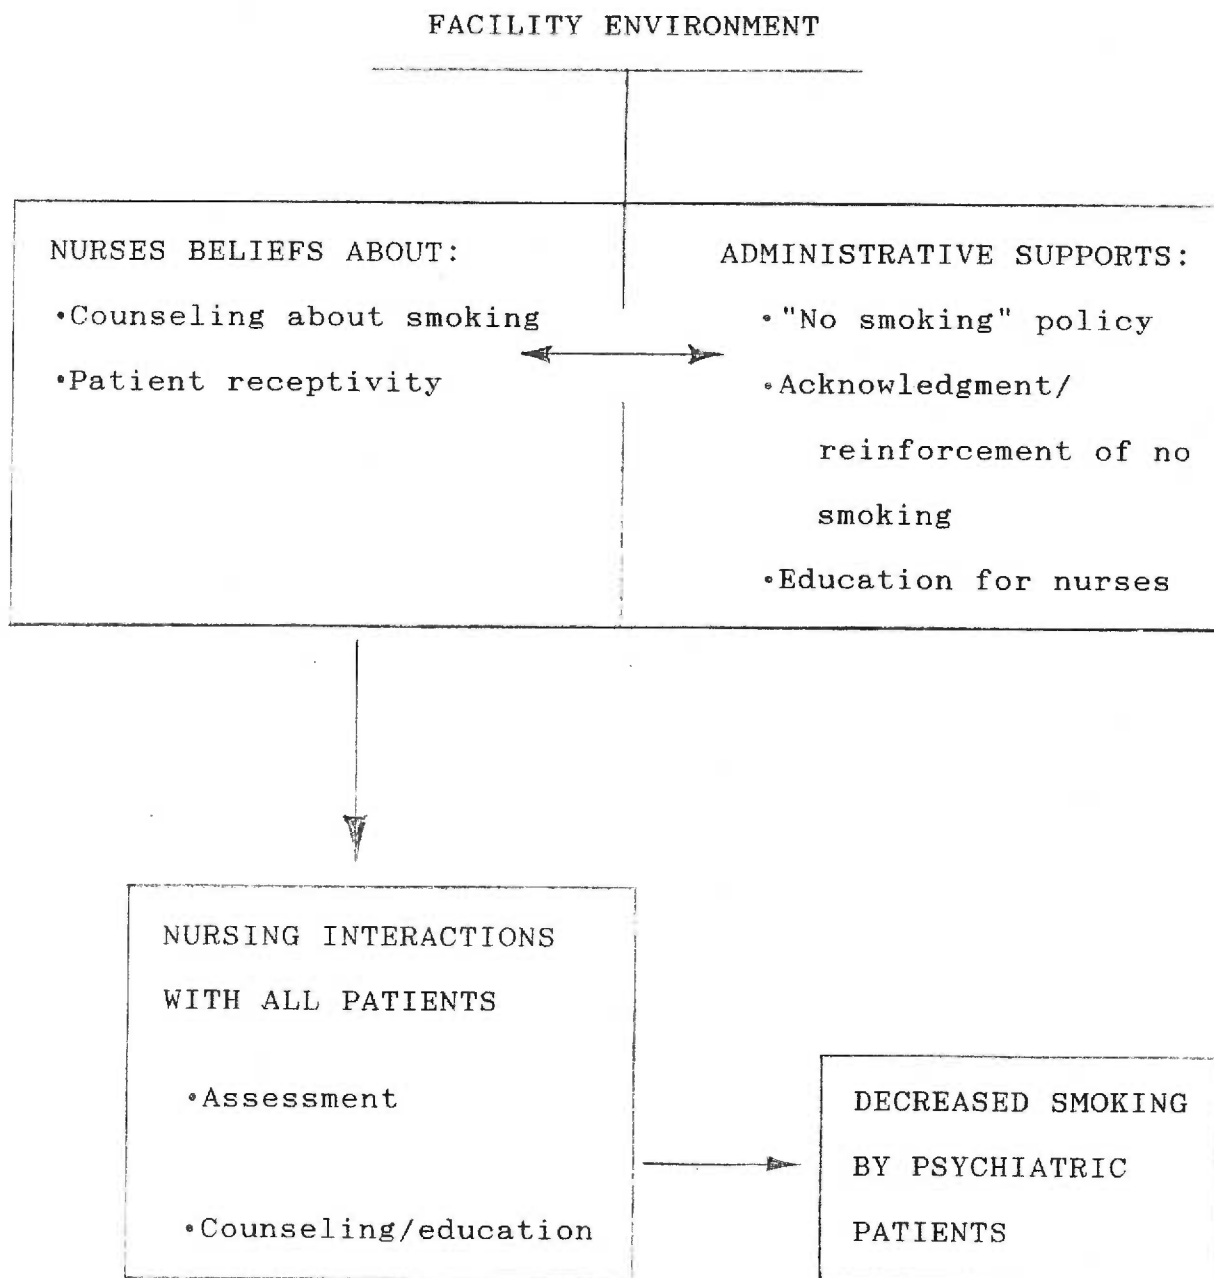 FACILITY ENVIRONMENT
NURSES BELIEFS ABOUT:
•Counseling about smoking
•Patient receptivity
ADMINISTRATIVE SUPPORTS:
•"No smoking" policy
•Acknowledgment/
reinforcement of no
smoking
•Education for nurses
NURSING INTERACTIONS
WITH ALL PATIENTS
•Assessment
•Counseling/education
DECREASED SMOKING
BY PSYCHIATRIC
PATIENTS